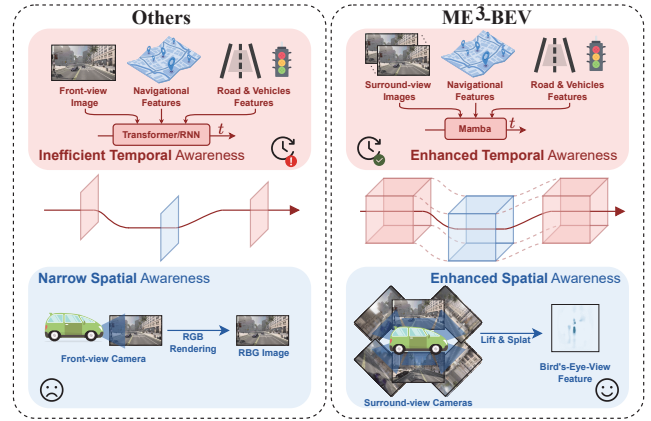 Others
Front-view
Image
Navigational
Features
Road & Vehicles
Features
Transformer/RNN
t
Inefficient Temporal Awareness
Narrow Spatial Awareness
Front-view Camera
RGB
Rendering
RBG Image
ME3-BEV
Surround-view
Images
Navigational
Features
Road & Vehicles
Features
Mamba
t
Enhanced Temporal Awareness
Enhanced Spatial Awareness
Surround-view Cameras
Lift & Splat
Bird's-Eye-View
Feature